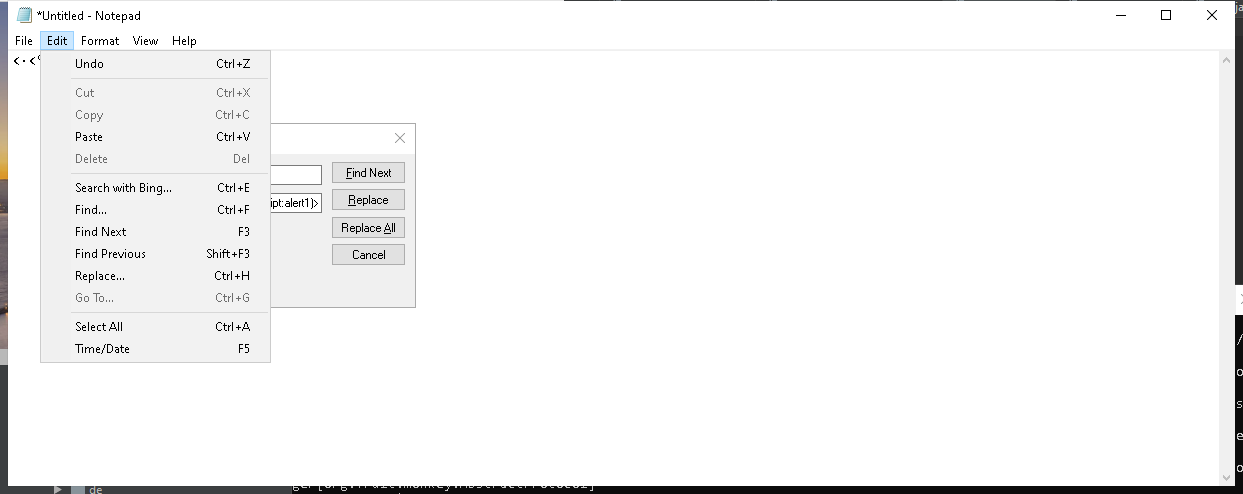 *Untitled - Notepad
File Edit Format View Help
Undo Ctrl+Z
Cut Ctrl+X
Copy Ctrl+C
Paste Ctrl+V
Delete Del
Search with Bing... Ctrl+E
Find... Ctrl+F
Find Next F3
Find Previous Shift+F3
Replace... Ctrl+H
Go To... Ctrl+G
Select All Ctrl+A
Time/Date F5
Find Next
ipt:alert1)>
Replace
Replace All
Cancel
de